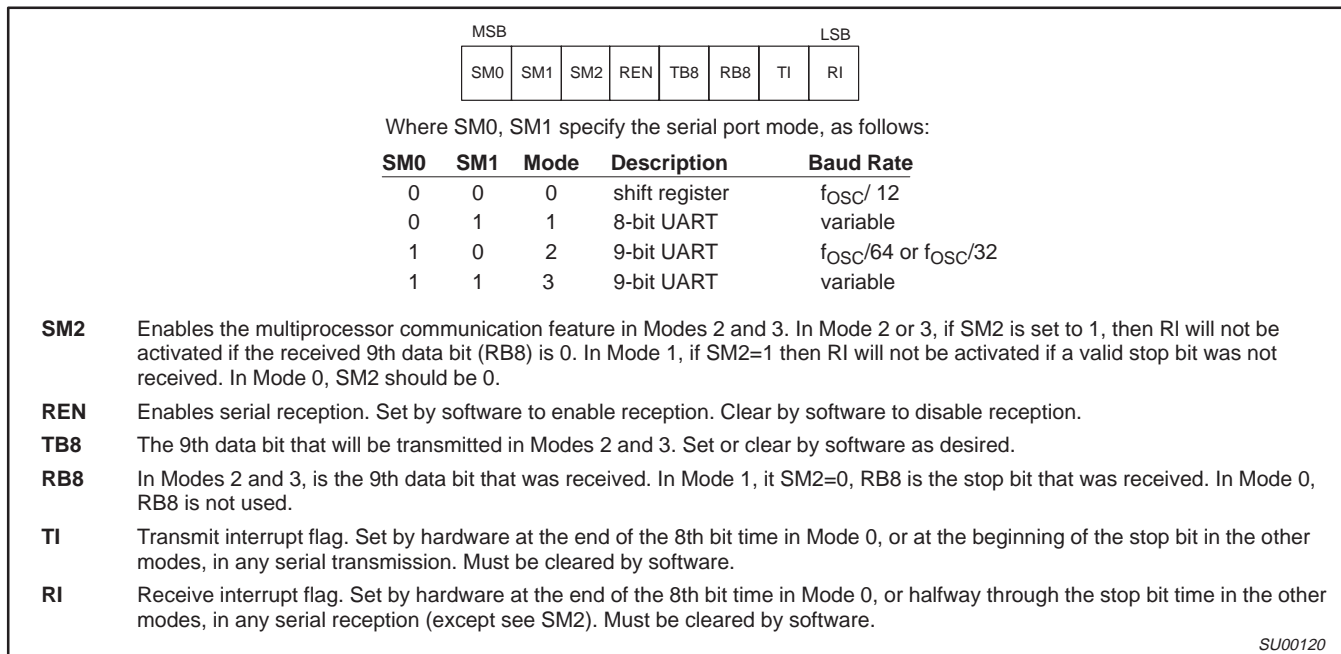 MSB LSB
SM0 SM1 SM2 REN TB8 RB8 TI RI
Where SM0, SM1 specify the serial port mode, as follows:
SM0 SM1 Mode Description Baud Rate
0 0 0 shift register fOSC/ 12
0 1 1 8-bit UART variable
1 0 2 9-bit UART fOSC/64 or fOSC/32
1 1 3 9-bit UART variable
SM2 Enables the multiprocessor communication feature in Modes 2 and 3. In Mode 2 or 3, if SM2 is set to 1, then Rl will not be
activated if the received 9th data bit (RB8) is 0. In Mode 1, if SM2=1 then RI will not be activated if a valid stop bit was not
received. In Mode 0, SM2 should be 0.
REN Enables serial reception. Set by software to enable reception. Clear by software to disable reception.
TB8 The 9th data bit that will be transmitted in Modes 2 and 3. Set or clear by software as desired.
RB8 In Modes 2 and 3, is the 9th data bit that was received. In Mode 1, it SM2=0, RB8 is the stop bit that was received. In Mode 0,
RB8 is not used.
TI Transmit interrupt flag. Set by hardware at the end of the 8th bit time in Mode 0, or at the beginning of the stop bit in the other
modes, in any serial transmission. Must be cleared by software.
RI Receive interrupt flag. Set by hardware at the end of the 8th bit time in Mode 0, or halfway through the stop bit time in the other
modes, in any serial reception (except see SM2). Must be cleared by software.
SU00120